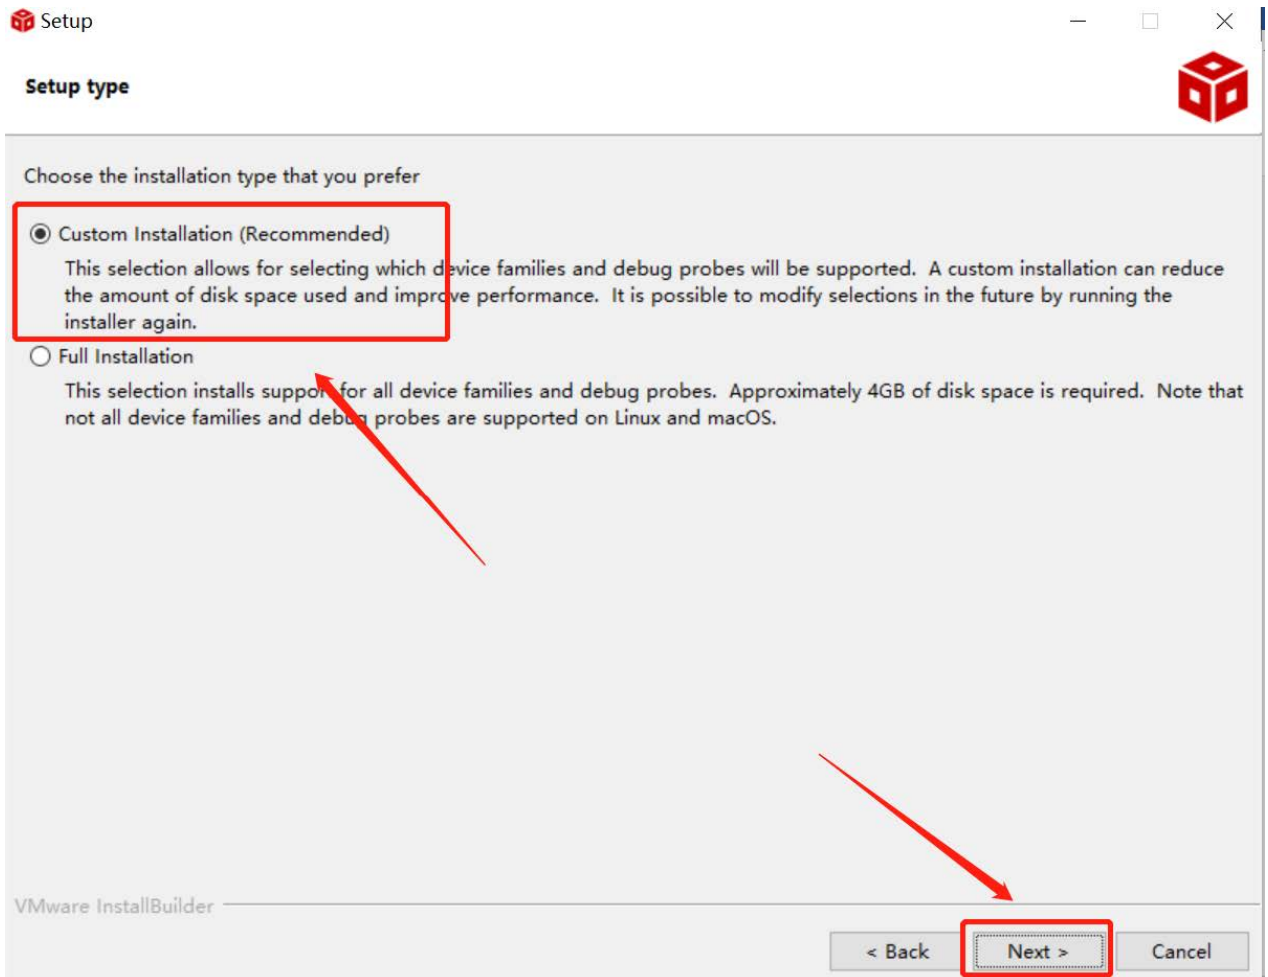 Setup
Setup type
Choose the installation type that you prefer
Custom Installation (Recommended)
This selection allows for selecting which device families and debug probes will be supported.  A custom installation can reduce
the amount of disk space used and improve performance.  It is possible to modify selections in the future by running the
installer again.
Full Installation
This selection installs support for all device families and debug probes.  Approximately 4GB of disk space is required.  Note that
not all device families and debug probes are supported on Linux and macOS.
VMware InstallBuilder
< Back
Next >
Cancel